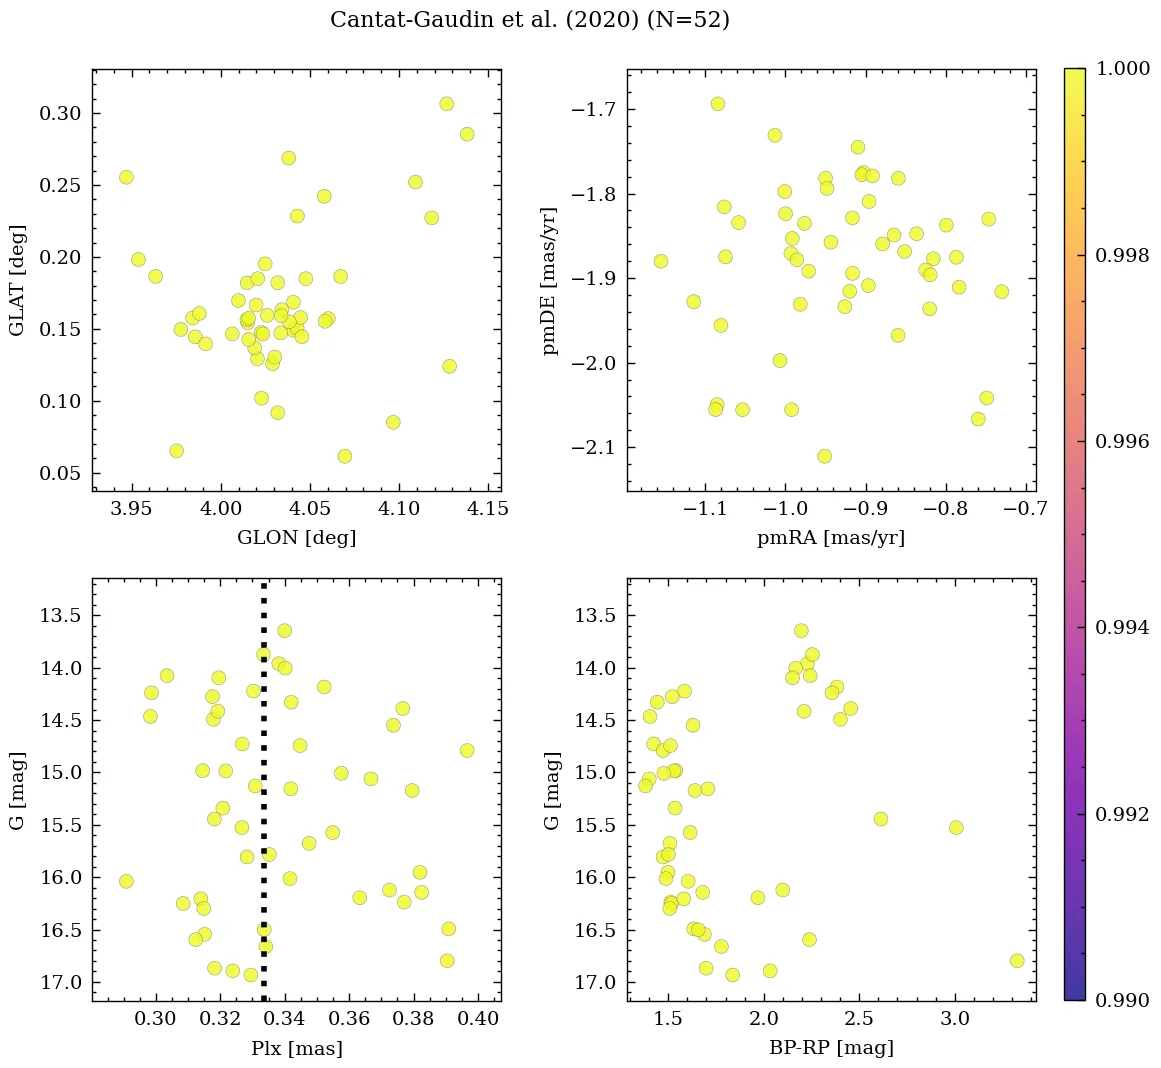 Cantat-Gaudin et al. (2020) (N=52)
0.30
0.25
0.20
0.15
0.10
0.05
GLAT [deg]
3.95 4.00 4.05 4.10 4.15
GLON [deg]
−1.7
−1.8
−1.9
−2.0
−2.1
pmDE [mas/yr]
−1.1 −1.0 −0.9 −0.8 −0.7
pmRA [mas/yr]
13.5
14.0
14.5
15.0
15.5
16.0
16.5
17.0
G [mag]
0.30 0.32 0.34 0.36 0.38 0.40
Plx [mas]
13.5
14.0
14.5
15.0
15.5
16.0
16.5
17.0
G [mag]
1.5 2.0 2.5 3.0
BP-RP [mag]
1.000
0.998
0.996
0.994
0.992
0.990